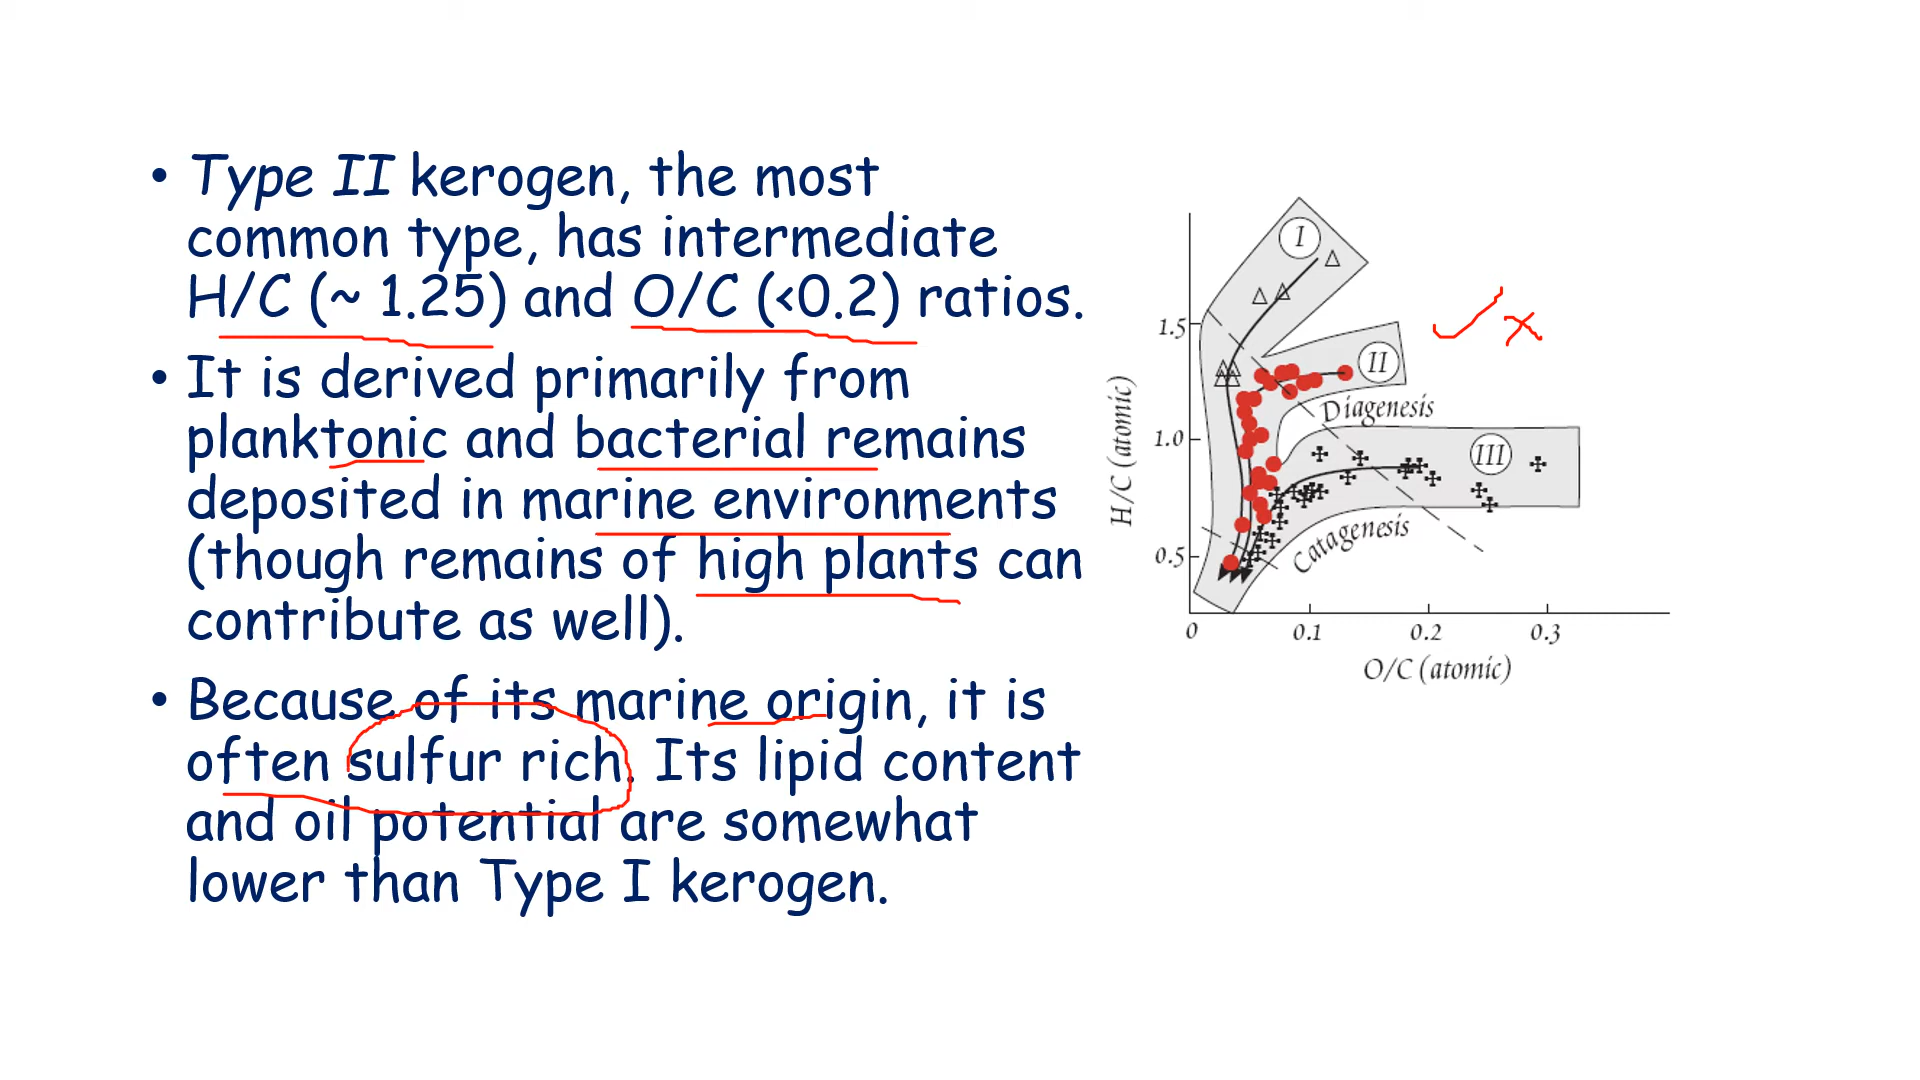 • Type II kerogen, the most
common type, has intermediate
H/C (~ 1.25) and O/C (<0.2) ratios.
• It is derived primarily from
planktonic and bacterial remains
deposited in marine environments
(though remains of high plants can
contribute as well).
• Because of its marine origin, it is
often sulfur rich. Its lipid content
and oil potential are somewhat
lower than Type I kerogen.
I
1.5
II
Diagenesis
1.0
III
H/C (atomic)
Catagenesis
0.5
0 0.1 0.2 0.3
O/C (atomic)